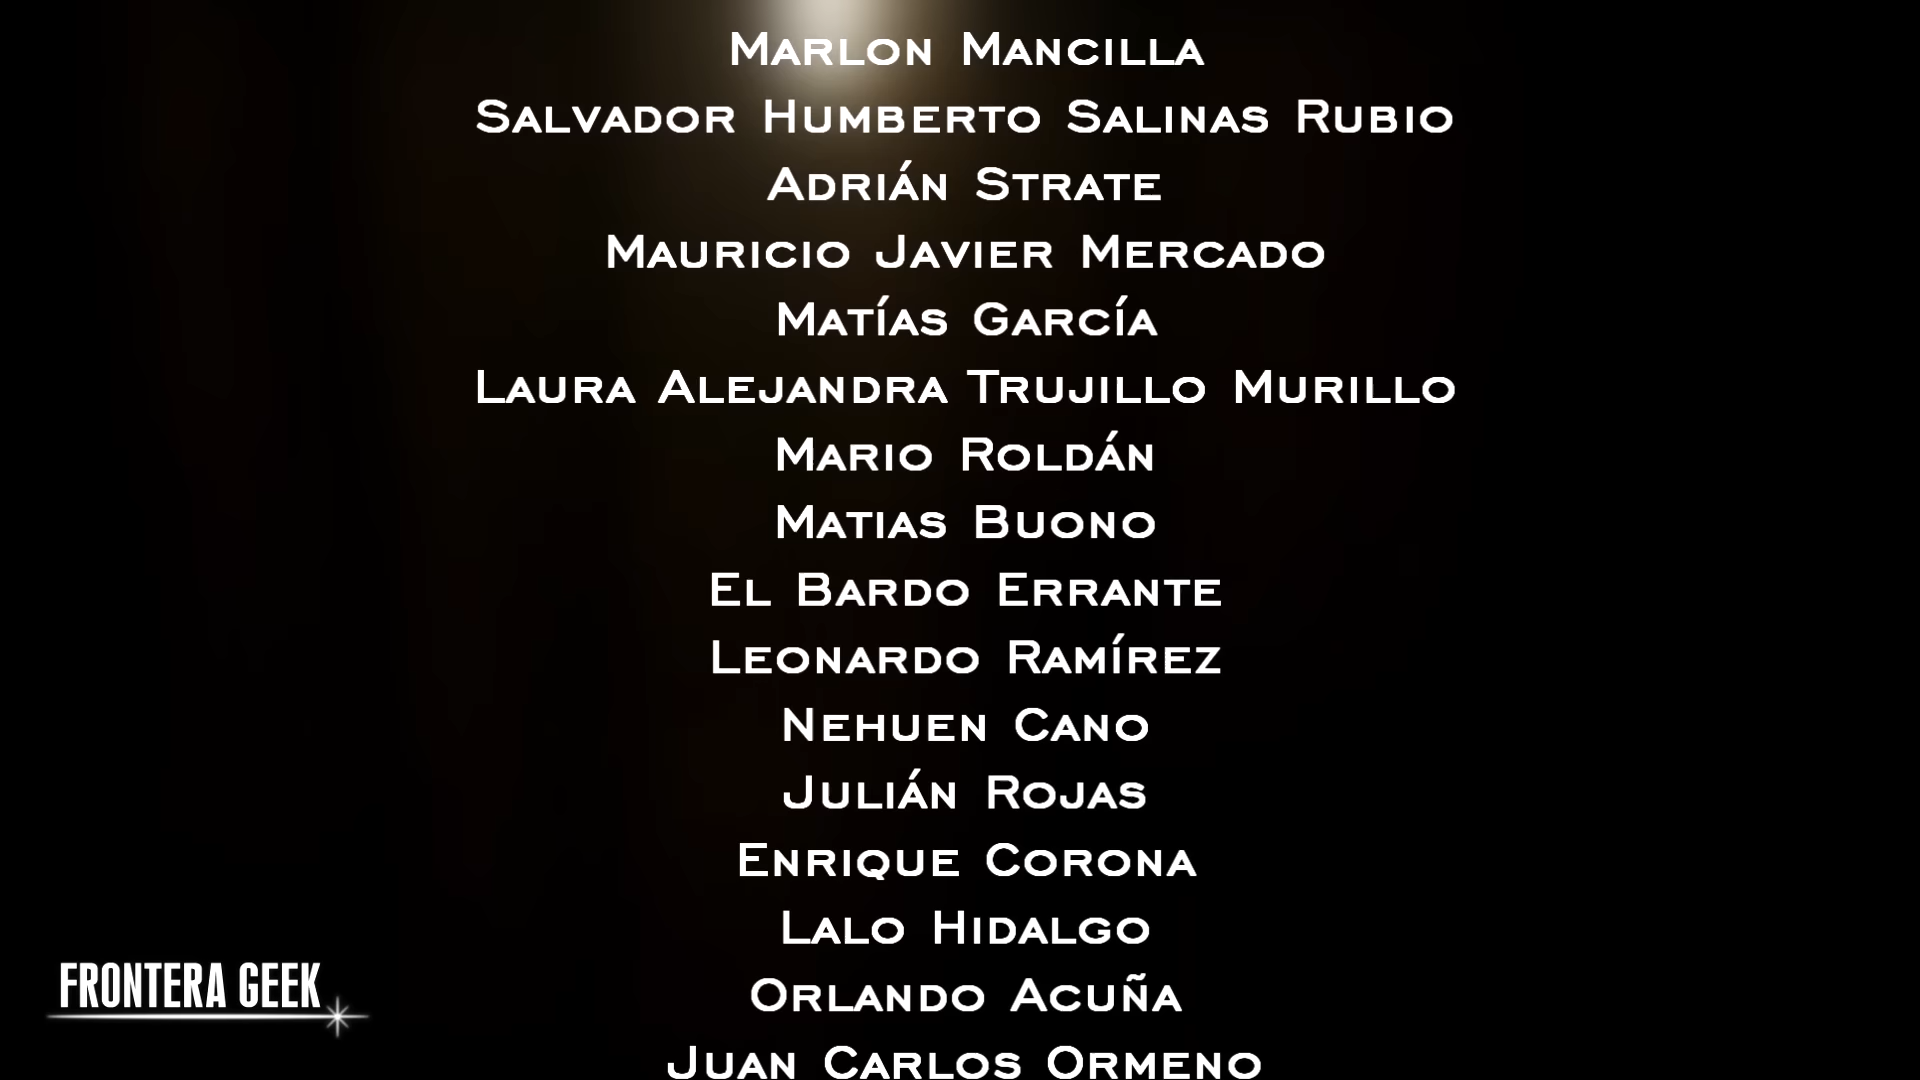 Marlon Mancilla
Salvador Humberto Salinas Rubio
Adrián Strate
Mauricio Javier Mercado
Matías García
Laura Alejandra Trujillo Murillo
Mario Roldán
Matias Buono
El Bardo Errante
Leonardo Ramírez
Nehuen Cano
Julián Rojas
Enrique Corona
Lalo Hidalgo
Orlando Acuña
Juan Carlos Ormeno
FRONTERA GEEK